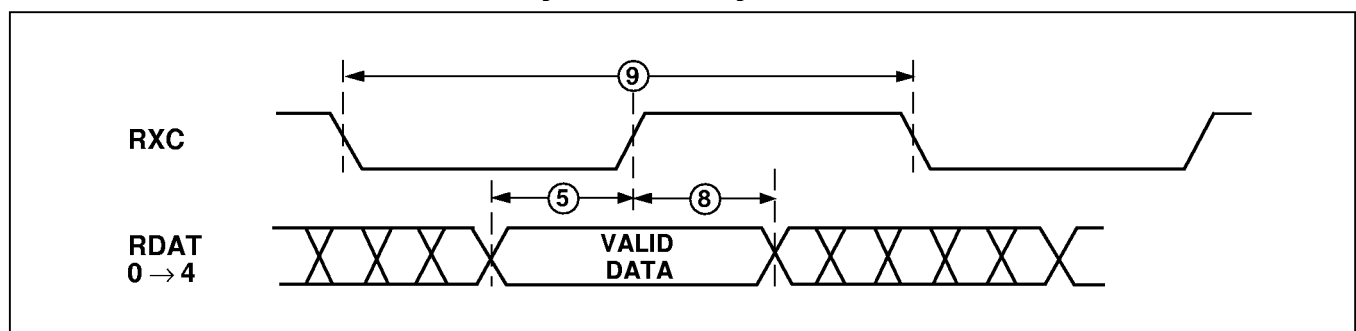 9
RXC
5
8
RDAT
0 → 4
VALID
DATA